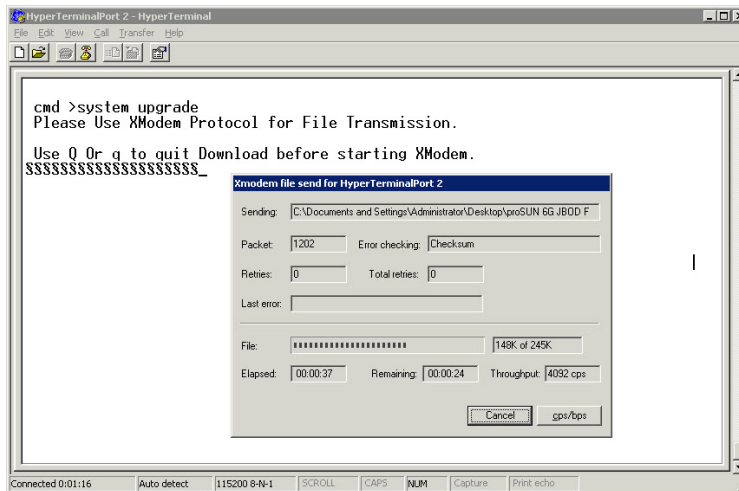 HyperTerminalPort 2 - HyperTerminal
File Edit View Call Transfer Help
cmd >system upgrade
Please Use XModem Protocol for File Transmission.
Use Q Or q to quit Download before starting XModem.
§§§§§§§§§§§§§§§§§§§§_
Xmodem file send for HyperTerminalPort 2
Sending: C:\Documents and Settings\Administrator\Desktop\proSUN 6G JBOD F
Packet: 1202 Error checking: Checksum
Retries: 0 Total retries: 0
Last error:
File: 148K of 245K
Elapsed: 00:00:37 Remaining: 00:00:24 Throughput: 4092 cps
Cancel cps/bps
Connected 0:01:16 Auto detect 115200 8-N-1 SCROLL CAPS NUM Capture Print echo